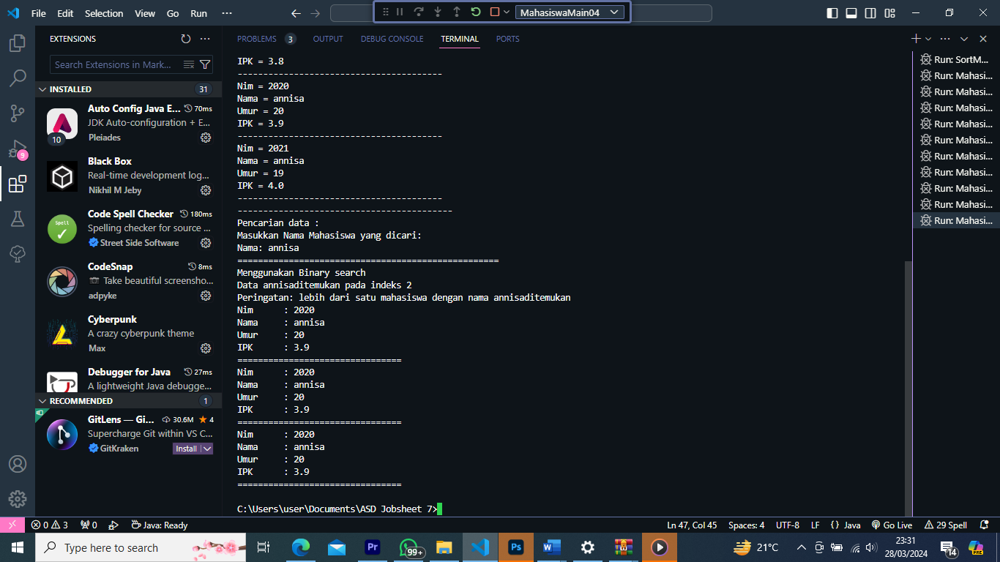 File Edit Selection View Go Run ···
MahasiswaMain04
EXTENSIONS
Search Extensions in Mark...
INSTALLED 31
Auto Config Java E... 70ms
JDK Auto-configuration + E...
Pleiades
10
Black Box
Real-time development log...
Nikhil M Jeby
Code Spell Checker 180ms
Spelling checker for source ...
Street Side Software
Spell
CodeSnap 8ms
Take beautiful screensho...
adpyke
Cyberpunk
A crazy cyberpunk theme
Max
Debugger for Java 27ms
A lightweight Java debugge...
RECOMMENDED 1
GitLens — Gi... 30.6M 4
Supercharge Git within VS C...
GitKraken Install
9
PROBLEMS 3 OUTPUT DEBUG CONSOLE TERMINAL PORTS
IPK = 3.8
----------------------------------------
Nim = 2020
Nama = annisa
Umur = 20
IPK = 3.9
----------------------------------------
Nim = 2021
Nama = annisa
Umur = 19
IPK = 4.0
----------------------------------------
------------------------------------------
Pencarian data :
Masukkan Nama Mahasiswa yang dicari:
Nama: annisa
===================================================
Menggunakan Binary search
Data annisaditemukan pada indeks 2
Peringatan: lebih dari satu mahasiswa dengan nama annisaditemukan
Nim : 2020
Nama : annisa
Umur : 20
IPK : 3.9
================================
Nim : 2020
Nama : annisa
Umur : 20
IPK : 3.9
================================
Nim : 2020
Nama : annisa
Umur : 20
IPK : 3.9
================================
C:\Users\user\Documents\ASD Jobsheet 7>
Run: SortM...
Run: Mahasi...
Run: Mahasi...
Run: Mahasi...
Run: Mahasi...
Run: Mahasi...
Run: Mahasi...
Run: Mahasi...
Run: Mahasi...
Run: Mahasi...
Run: Mahasi...
0 3 0 Java: Ready Ln 47, Col 45 Spaces: 4 UTF-8 LF {} Java Go Live 29 Spell
Type here to search
Pr
99+
Ps
W
21°C
23:31
28/03/2024
14
PRE